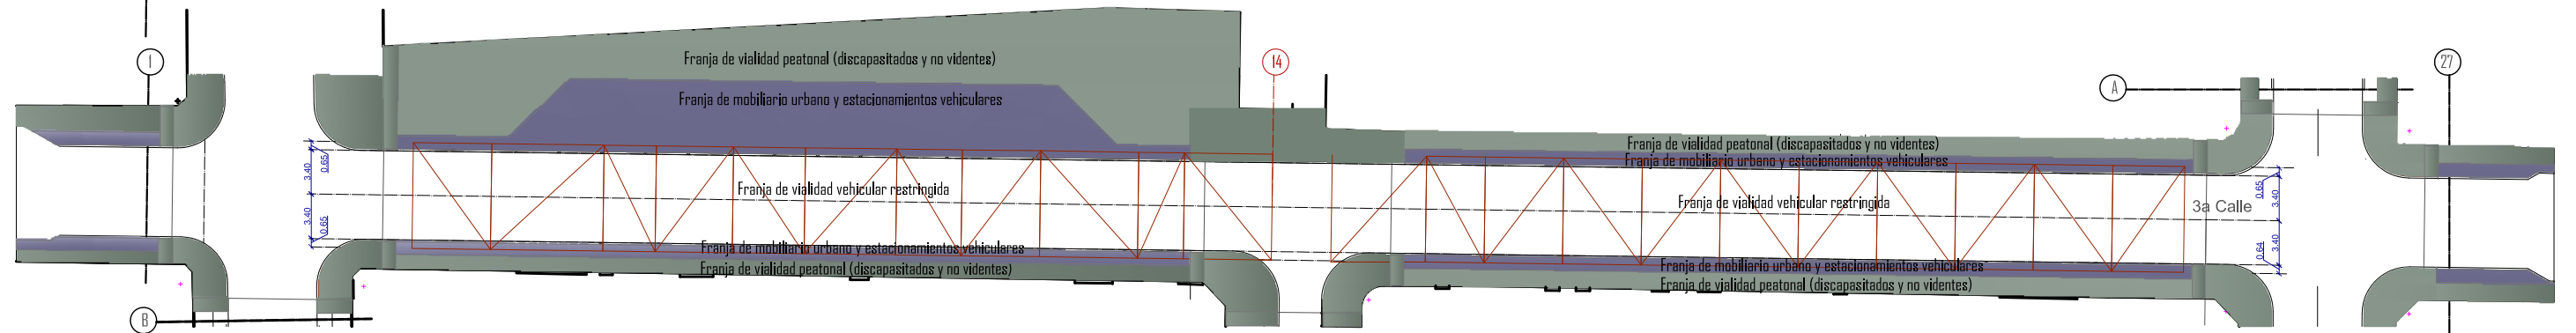 1
Franja de vialidad peatonal (discapasitados y no videntes)
14
27
A
Franja de mobiliario urbano y estacionamientos vehiculares
Franja de vialidad peatonal (discapasitados y no videntes)
Franja de mobiliario urbano y estacionamientos vehiculares
0.65
3.40
Franja de vialidad vehicular restringida
0.65
3.40
Franja de vialidad vehicular restringida
3a Calle
3.40
0.65
Franja de mobiliario urbano y estacionamientos vehiculares
0.64
3.40
Franja de mobiliario urbano y estacionamientos vehiculares
Franja de vialidad peatonal (discapasitados y no videntes)
Franja de vialidad peatonal (discapasitados y no videntes)
B